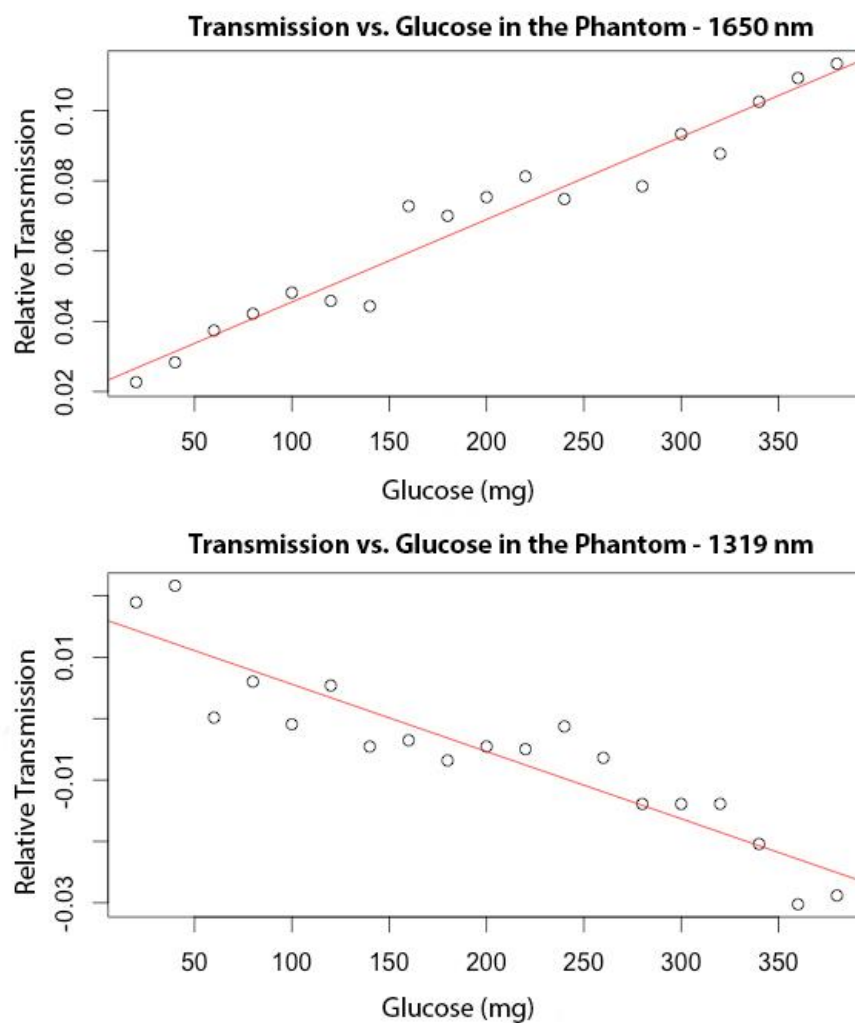 Transmission vs. Glucose in the Phantom - 1650 nm
Relative Transmission
0.10
0.08
0.06
0.04
0.02
50 100 150 200 250 300 350
Glucose (mg)
Transmission vs. Glucose in the Phantom - 1319 nm
Relative Transmission
0.01
-0.01
-0.03
50 100 150 200 250 300 350
Glucose (mg)